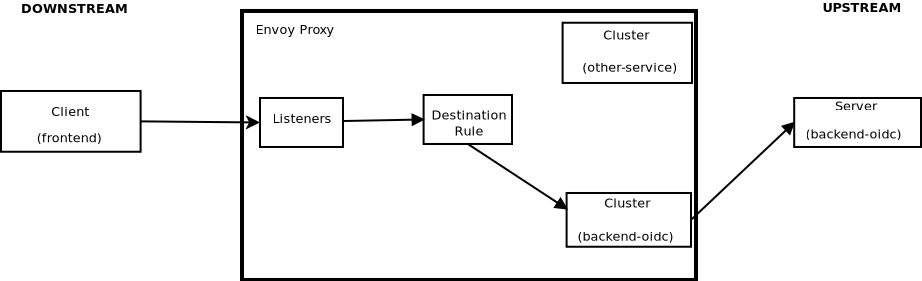 DOWNSTREAM
UPSTREAM
Envoy Proxy
Cluster
(other-service)
Client
(frontend)
Listeners
Destination
Rule
Server
(backend-oidc)
Cluster
(backend-oidc)